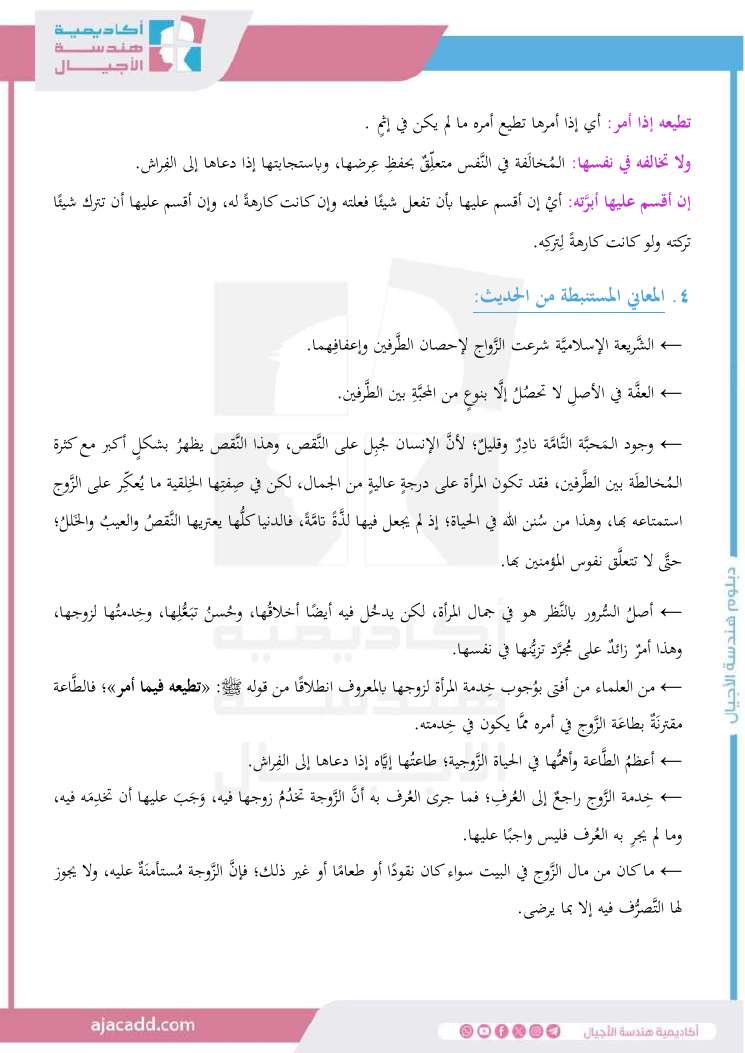 أكاديمية
هندسة
الأجيال
تطيعه إذا أمر: أي إذا أمرها تطيع أمره ما لم يكن في إثمٍ .
ولا تخالفه في نفسها: المُخالَفة في النَّفس متعلِّقٌ بحفظِ عِرضها، وباستجابتها إذا دعاها إلى الفِراش.
إن أقسم عليها أبرَّته: أيْ إن أقسم عليها بأن تفعل شيئًا فعلته وإن كانت كارهةً له، وإن أقسم عليها أن تترك شيئًا
تركته ولو كانت كارهةً لِتركِه.
٤. المعاني المستنبطة من الحديث:
← الشَّريعة الإسلاميَّة شرعت الزَّواج لإحصان الطَّرفين وإعفافِهما.
← العفَّة في الأصلِ لا تحصُلُ إلَّا بنوعٍ من المحبَّةِ بين الطَّرفين.
← وجود المَحبَّة التَّامَّة نادِرٌ وقليلٌ؛ لأنَّ الإنسان جُبِل على النَّقص، وهذا النَّقص يظهرُ بشكلٍ أكبر مع كثرة
المُخالطَة بين الطَّرفين، فقد تكون المرأة على درجةٍ عاليةٍ من الجمال، لكن في صِفتِها الخِلقية ما يُعكِّر على الزَّوج
استمتاعه بها، وهذا من سُنن الله في الحياة؛ إذ لم يجعل فيها لذَّةً تامَّةً، فالدنيا كلُّها يعتريها النَّقصُ والعيبُ والخَللُ؛
حتَّى لا تتعلَّق نفوس المؤمنين بها.
← أصلُ السُّرور بالنَّظر هو في جمال المرأة، لكن يدخُل فيه أيضًا أخلاقُها، وحُسنُ تبَعُّلِها، وخِدمتُها لزوجها،
وهذا أمرٌ زائدٌ على مُجرَّد تزيُّنها في نفسها.
← من العلماء من أفتى بوُجوب خِدمة المرأة لزوجها بالمعروف انطلاقًا من قوله ﷺ: «تطيعه فيما أمر»؛ فالطَّاعة
مقترنَةٌ بطاعَة الزَّوج في أمره ممَّا يكون في خِدمته.
← أعظمُ الطَّاعة وأهمُّها في الحياة الزَّوجية؛ طاعتُها إيَّاه إذا دعاها إلى الفِراش.
← خِدمة الزَّوج راجعٌ إلى العُرفِ؛ فما جرى العُرف به أنَّ الزَّوجة تخدُمُ زوجها فيه، وَجَبَ عليها أن تخدِمَه فيه،
وما لم يجرِ به العُرف فليس واجبًا عليها.
← ما كان من مال الزَّوج في البيت سواء كان نقودًا أو طعامًا أو غير ذلك؛ فإنَّ الزَّوجة مُستأمنَةٌ عليه، ولا يجوز
لها التَّصرُّف فيه إلا بما يرضى.
دبلوم هندسة الأجيال
أكاديمية
هندسة
الأجيال
أكاديمية هندسة الأجيال
ajacadd.com